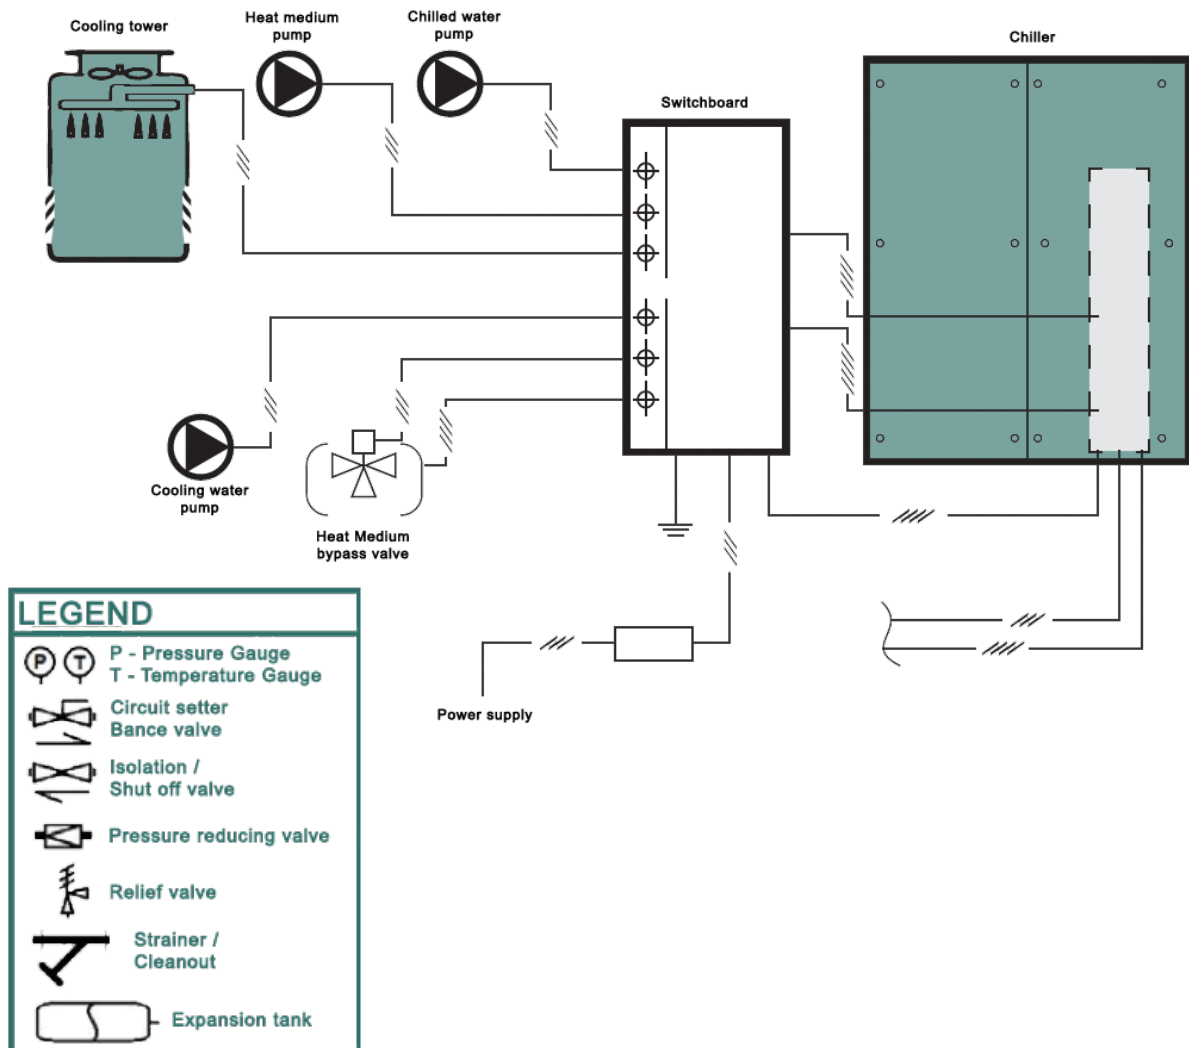 Cooling tower
Heat medium
pump
Chilled water
pump
Chiller
Switchboard
Cooling water
pump
Heat Medium
bypass valve
Power supply
LEGEND
P
T
P - Pressure Gauge
T - Temperature Gauge
Circuit setter
Bance valve
Isolation /
Shut off valve
Pressure reducing valve
Relief valve
Strainer /
Cleanout
Expansion tank